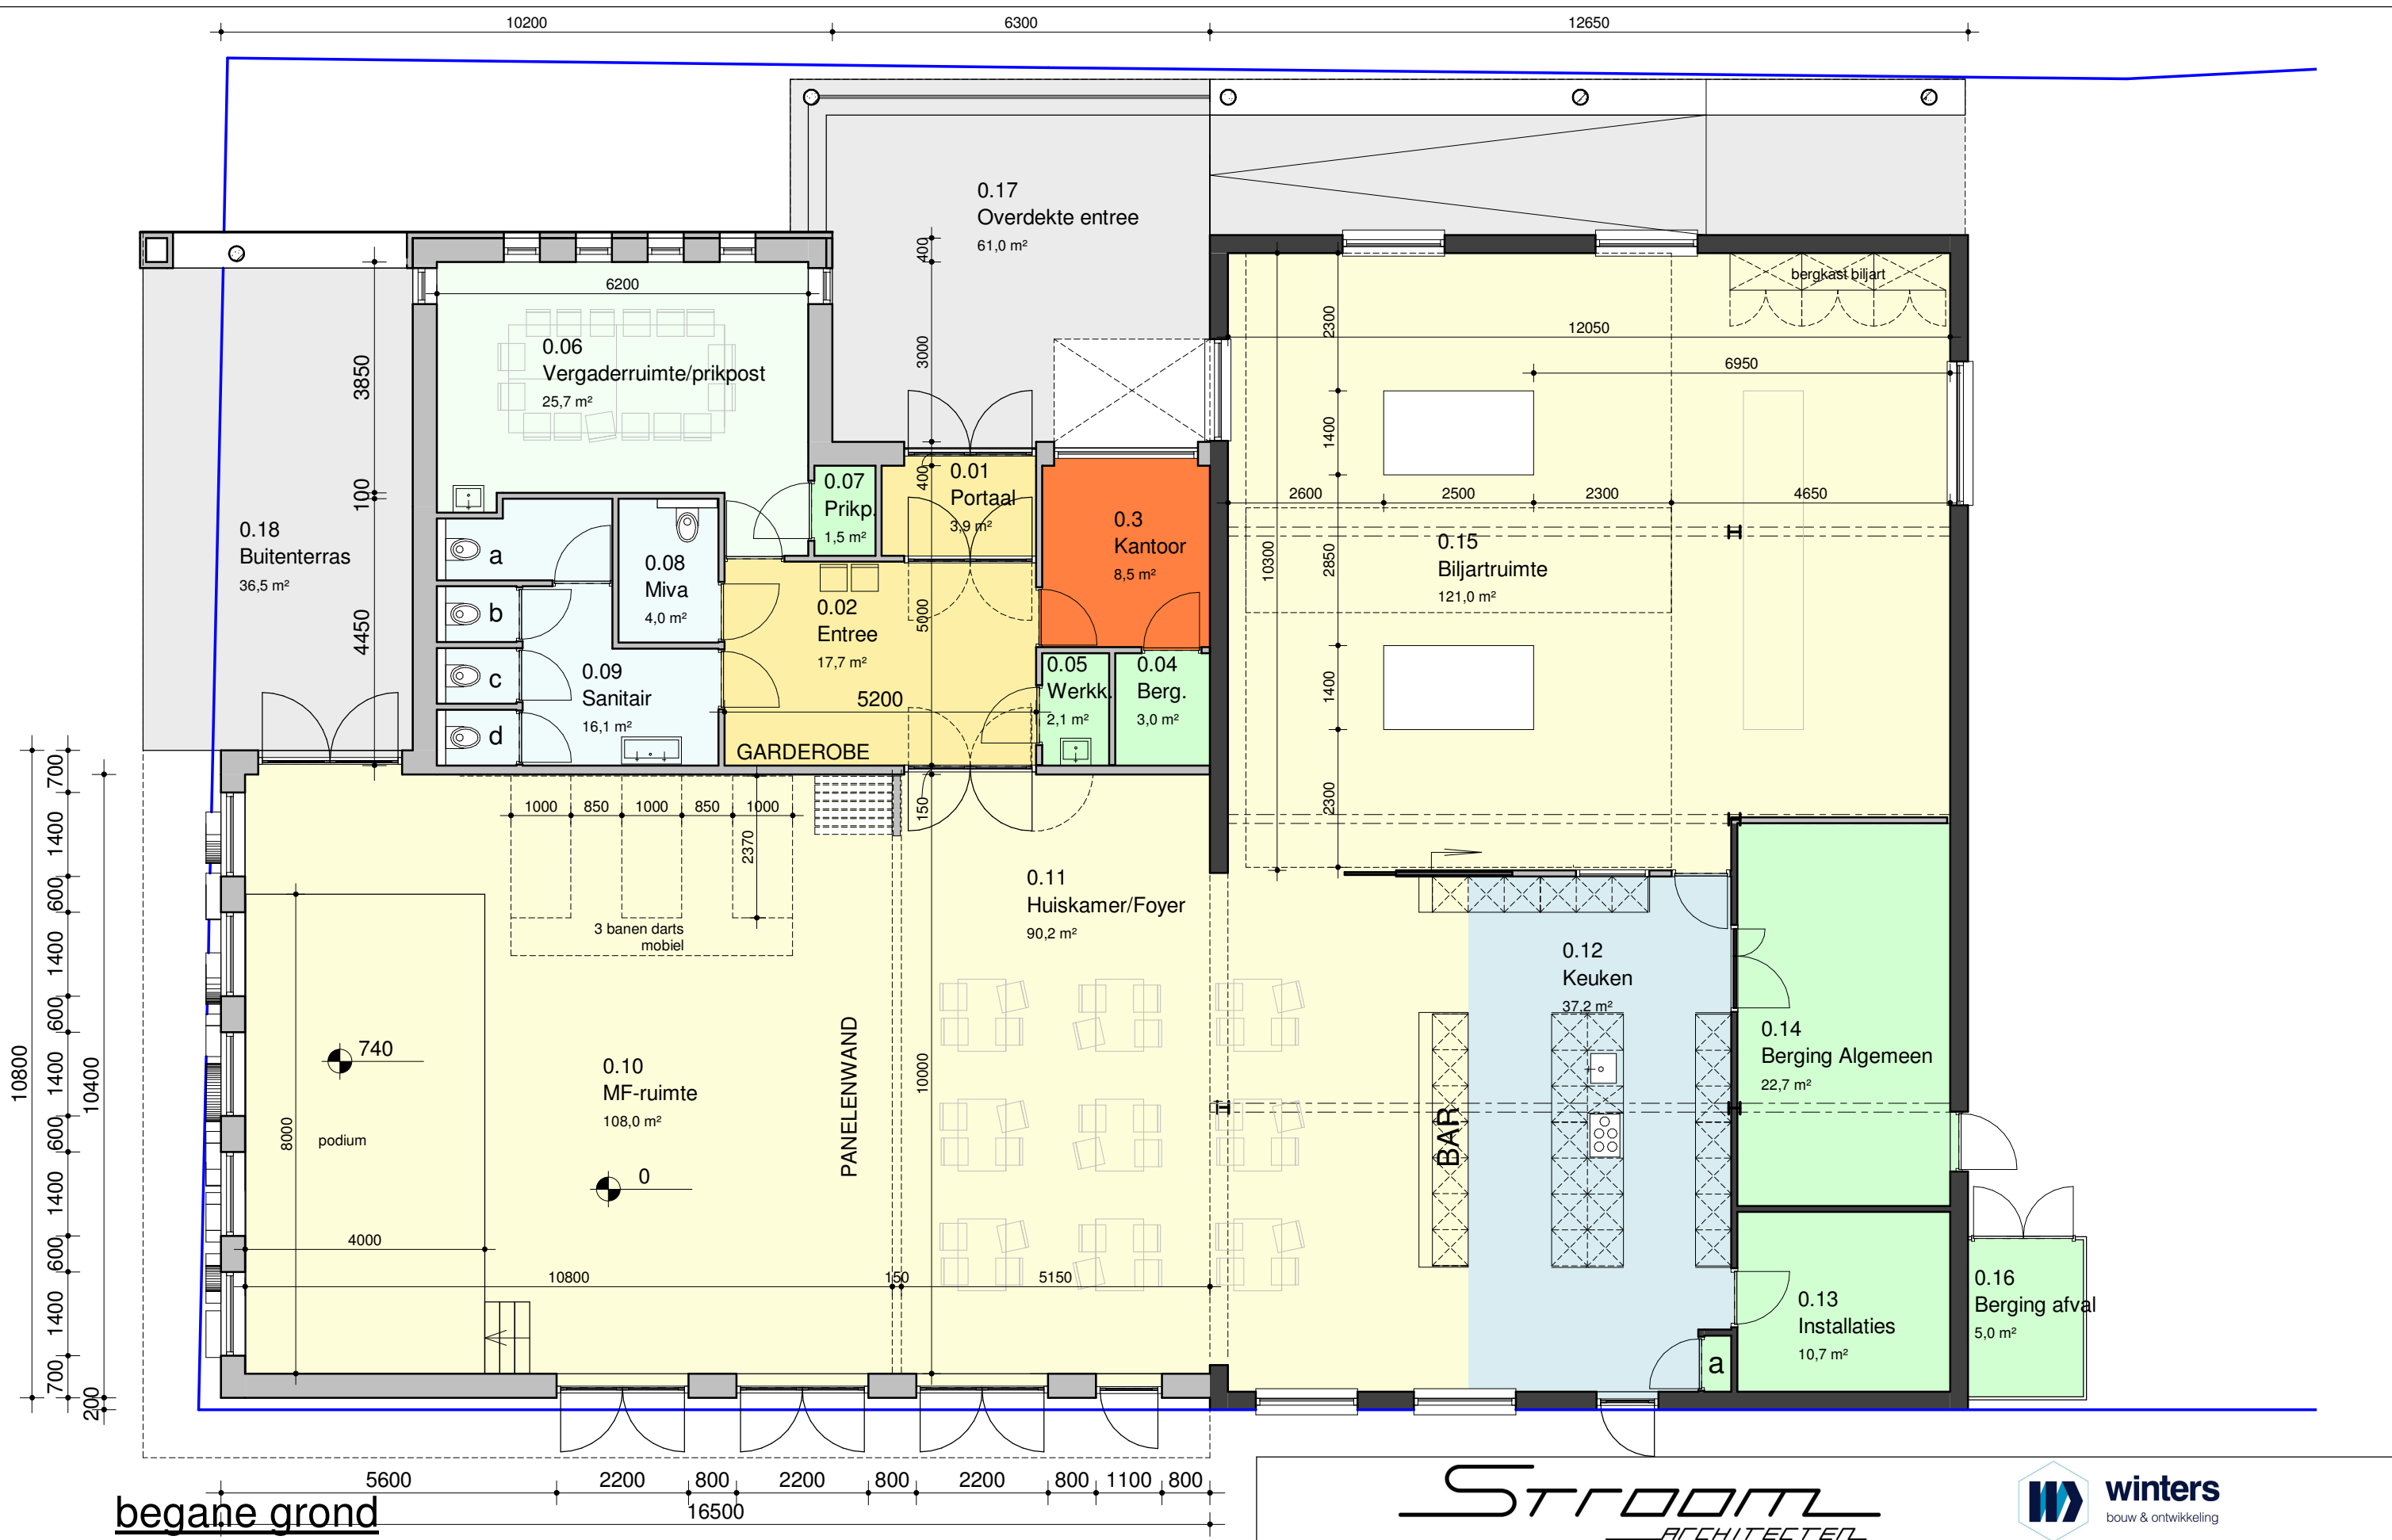 10200
6300
12650
0.17
Overdekte entree
61,0 m²
400
3000
400
5000
150
10000
6200
0.06
Vergaderruimte/prikpost
25,7 m²
3850
100
4450
0.18
Buitenterras
36,5 m²
0.07
Prikp.
1,5 m²
0.01
Portaal
3,9 m²
0.3
Kantoor
8,5 m²
a
b
c
d
0.08
Miva
4,0 m²
0.02
Entree
17,7 m²
0.09
Sanitair
16,1 m²
5200
GARDEROBE
0.05
Werkk.
2,1 m²
0.04
Berg.
3,0 m²
bergkast biljart
12050
6950
2300
1400
2850
1400
2300
10300
2600
2500
2300
4650
0.15
Biljartruimte
121,0 m²
1000
850
1000
850
1000
2370
3 banen darts
mobiel
0.11
Huiskamer/Foyer
90,2 m²
0.12
Keuken
37,2 m²
0.14
Berging Algemeen
22,7 m²
740
0.10
MF-ruimte
108,0 m²
PANELENWAND
BAR
podium
8000
0
4000
10800
150
5150
0.13
Installaties
10,7 m²
a
0.16
Berging afval
5,0 m²
700
1400
600
1400
600
1400
600
1400
600
1400
700
200
10800
10400
5600
2200
800
2200
800
2200
800
1100
800
16500
begane grond
STROOM
ARCHITECTEN
winters
bouw & ontwikkeling